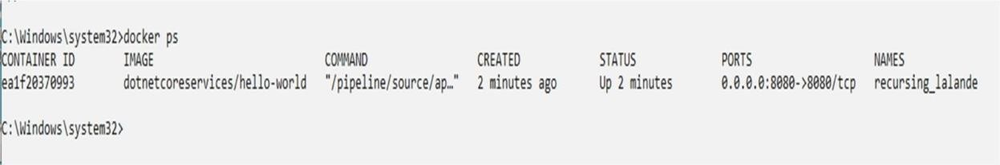 C:\Windows\system32>docker ps
CONTAINER ID IMAGE COMMAND CREATED STATUS PORTS NAMES
ea1f20370993 dotnetcoreservices/hello-world "/pipeline/source/ap…" 2 minutes ago Up 2 minutes 0.0.0.0:8080->8080/tcp recursing_lalande
C:\Windows\system32>